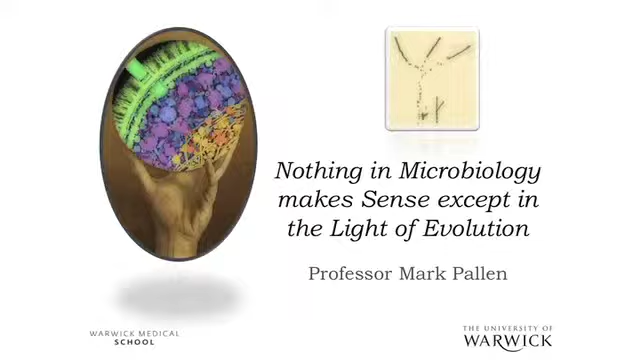 Nothing in Microbiology
makes Sense except in
the Light of Evolution
Professor Mark Pallen
WARWICK MEDICAL
SCHOOL
THE UNIVERSITY OF
WARWICK